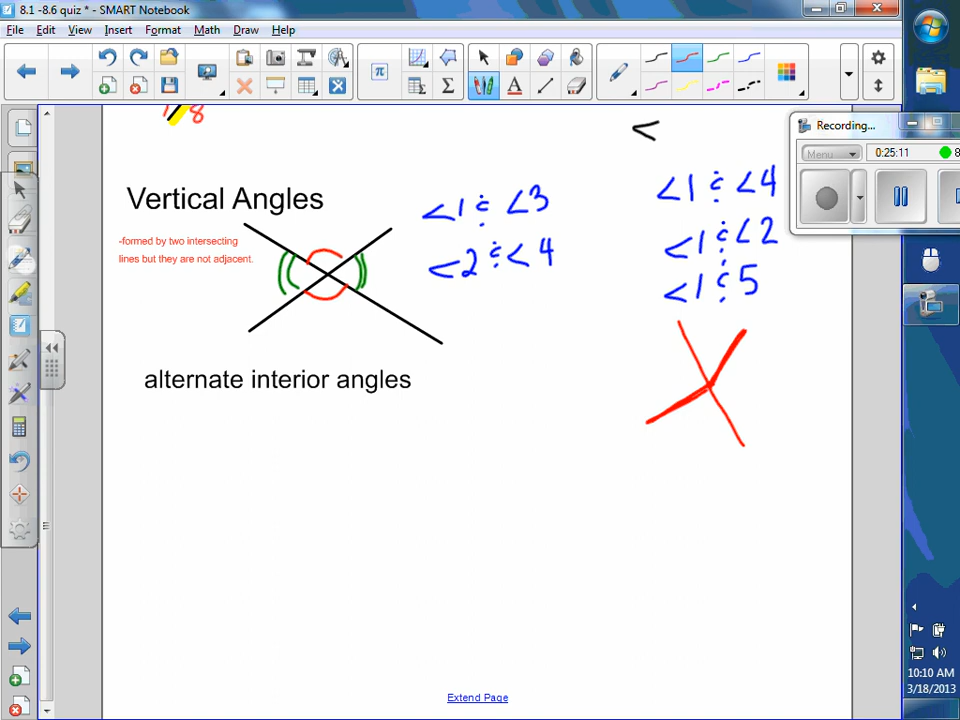 8.1 -8.6 quiz * - SMART Notebook
File Edit View Insert Format Math Draw Help
Recording...
Menu
0:25:11
8
8
<
Vertical Angles
-formed by two intersecting
lines but they are not adjacent.
<1 & <3
<2 & <4
<1 & <4
<1 & <2
<1 & 5
alternate interior angles
Extend Page
10:10 AM
3/18/2013